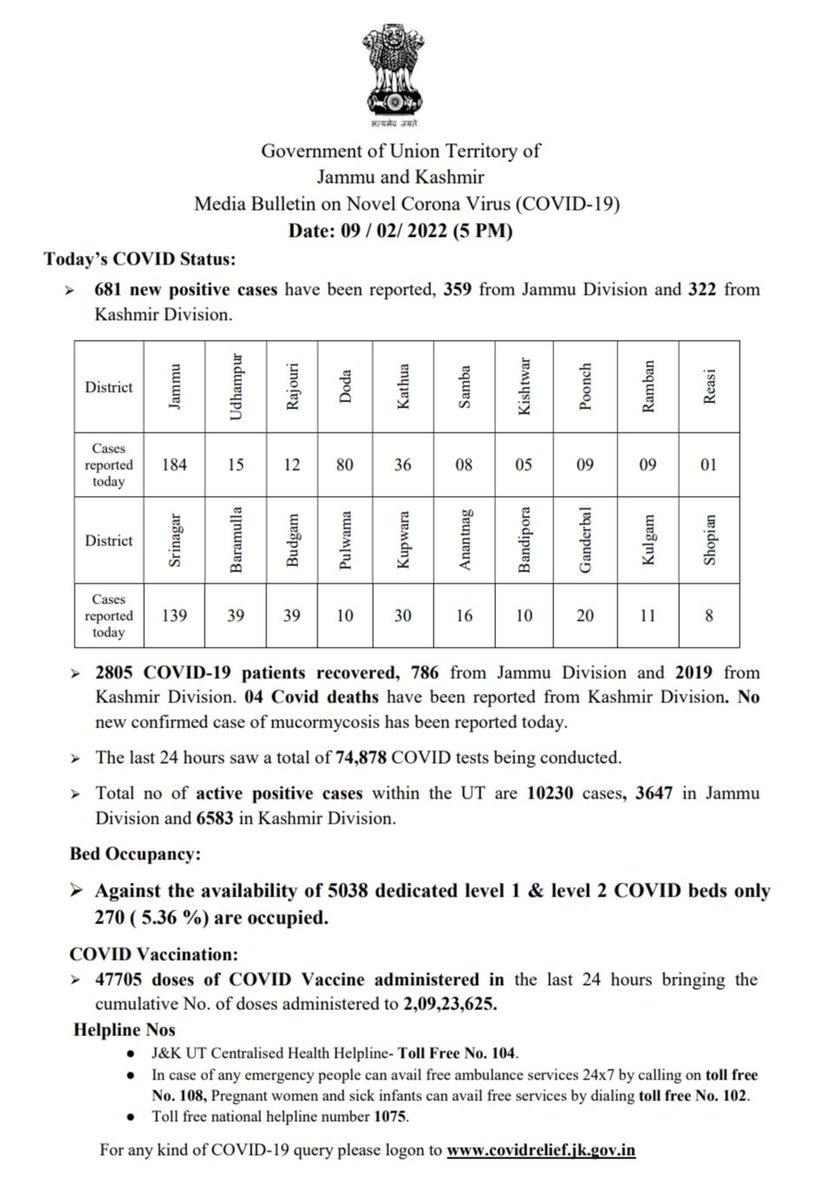 सत्यमेव जयते
Government of Union Territory of
Jammu and Kashmir
Media Bulletin on Novel Corona Virus (COVID-19)
Date: 09 / 02/ 2022 (5 PM)
Today’s COVID Status:
➢ 681 new positive cases have been reported, 359 from Jammu Division and 322 from
Kashmir Division.
District Jammu Udhampur Rajouri Doda Kathua Samba Kishtwar Poonch Ramban Reasi
Cases
reported
today
184 15 12 80 36 08 05 09 09 01
District Srinagar Baramulla Budgam Pulwama Kupwara Anantnag Bandipora Ganderbal Kulgam Shopian
Cases
reported
today
139 39 39 10 30 16 10 20 11 8
➢ 2805 COVID-19 patients recovered, 786 from Jammu Division and 2019 from
Kashmir Division. 04 Covid deaths have been reported from Kashmir Division. No
new confirmed case of mucormycosis has been reported today.
➢ The last 24 hours saw a total of 74,878 COVID tests being conducted.
➢ Total no of active positive cases within the UT are 10230 cases, 3647 in Jammu
Division and 6583 in Kashmir Division.
Bed Occupancy:
➢ Against the availability of 5038 dedicated level 1 & level 2 COVID beds only
270 ( 5.36 %) are occupied.
COVID Vaccination:
➢ 47705 doses of COVID Vaccine administered in the last 24 hours bringing the
cumulative No. of doses administered to 2,09,23,625.
Helpline Nos
● J&K UT Centralised Health Helpline- Toll Free No. 104.
● In case of any emergency people can avail free ambulance services 24x7 by calling on toll free
No. 108, Pregnant women and sick infants can avail free services by dialing toll free No. 102.
● Toll free national helpline number 1075.
For any kind of COVID-19 query please logon to www.covidrelief.jk.gov.in